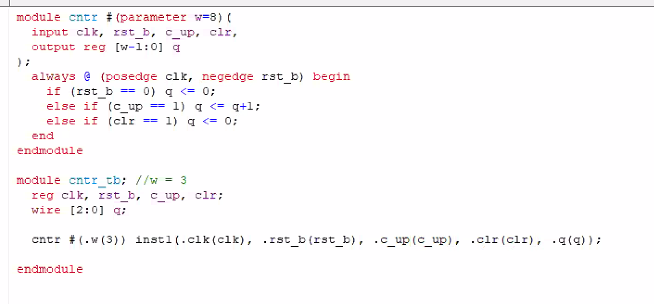 module cntr #(parameter w=8)(
input clk, rst_b, c_up, clr,
output reg [w-1:0] q
);
always @ (posedge clk, negedge rst_b) begin
if (rst_b == 0) q <= 0;
else if (c_up == 1) q <= q+1;
else if (clr == 1) q <= 0;
end
endmodule
module cntr_tb; //w = 3
reg clk, rst_b, c_up, clr;
wire [2:0] q;
cntr #(.w(3)) inst1(.clk(clk), .rst_b(rst_b), .c_up(c_up), .clr(clr), .q(q));
endmodule